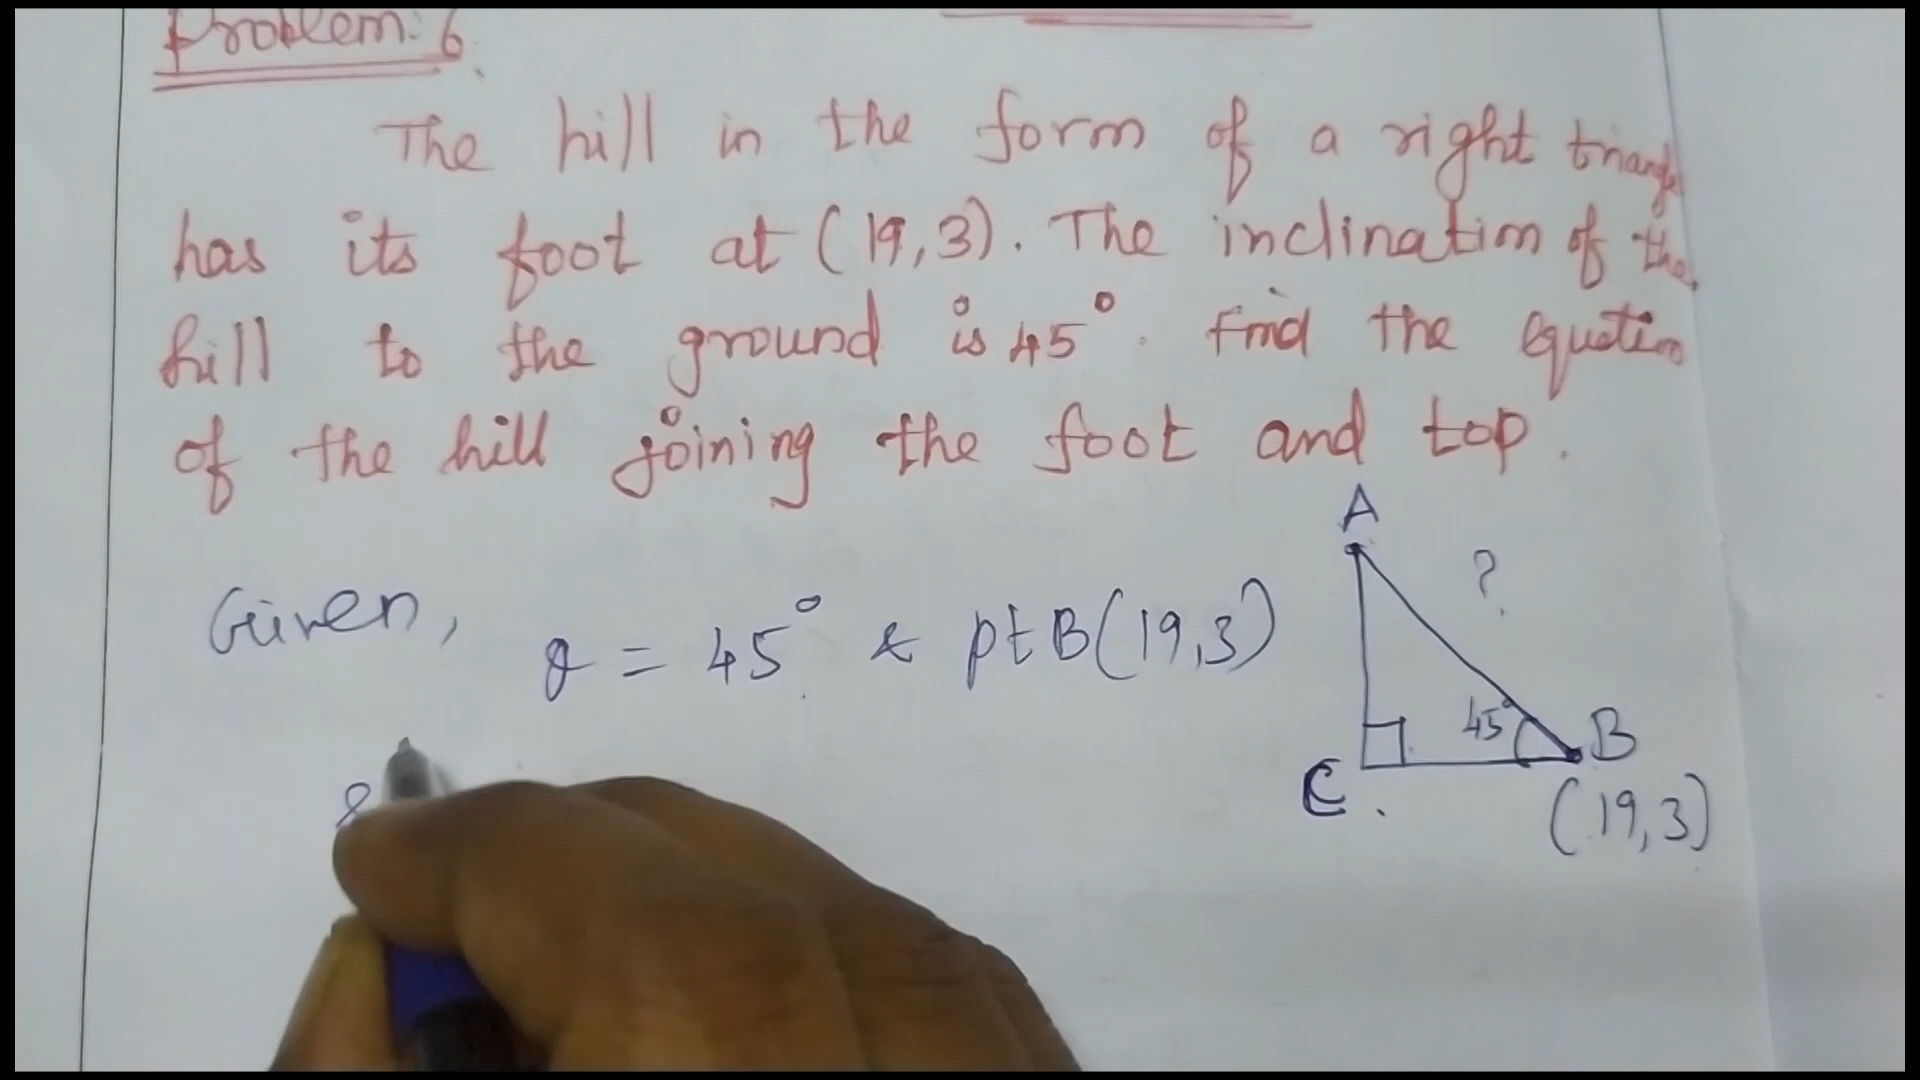 Problem: 6.
The hill in the form of a right triangle
has its foot at (19,3). The inclination of the
hill to the ground is 45°. Find the equation
of the hill joining the foot and top.
A
?
Given, θ = 45° & pt B(19,3)
45°
B
C.
(19,3)